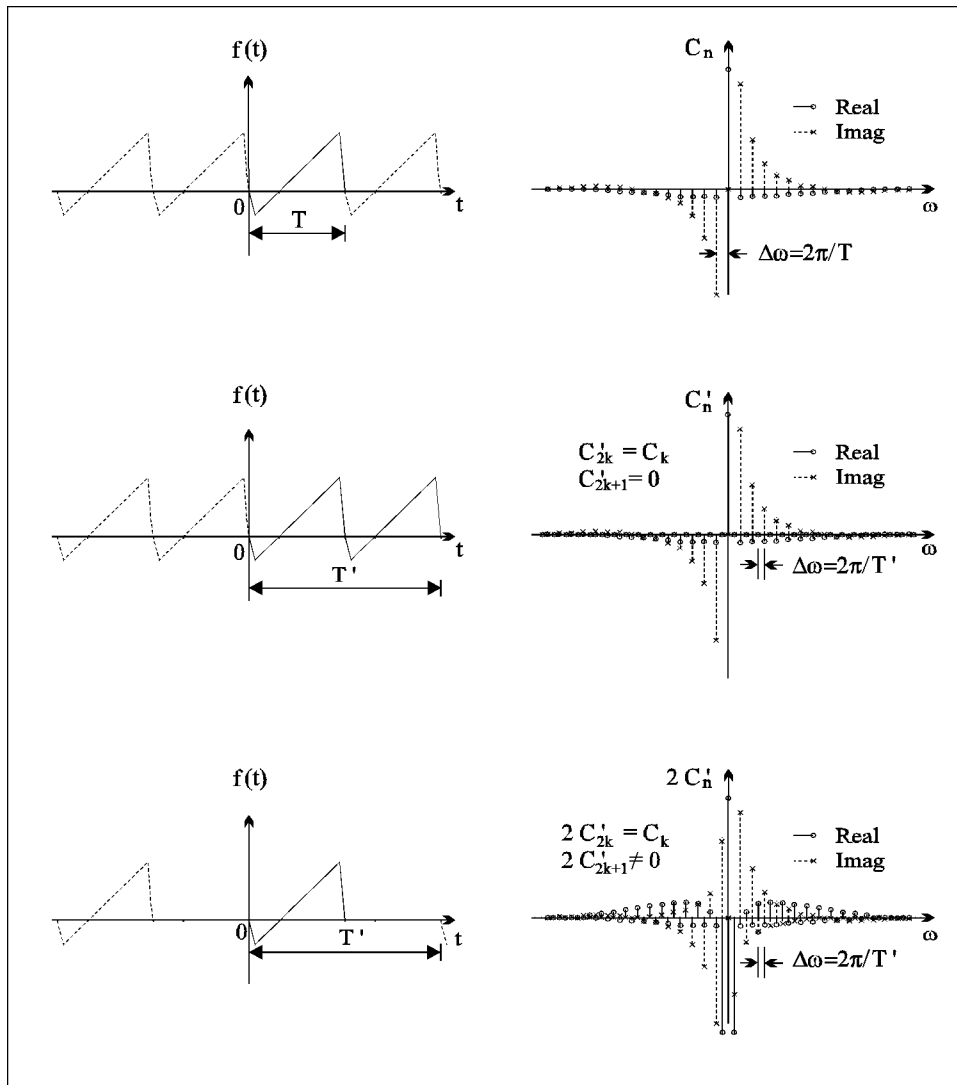 f(t)
0
t
T
Cₙ
Real
Imag
ω
Δω=2π/T
f(t)
0
t
T'
C'ₙ
C'₂ₖ = Cₖ
C'₂ₖ₊₁= 0
Real
Imag
ω
Δω=2π/T'
f(t)
0
t
T'
2 C'ₙ
2 C'₂ₖ = Cₖ
2 C'₂ₖ₊₁≠ 0
Real
Imag
ω
Δω=2π/T'